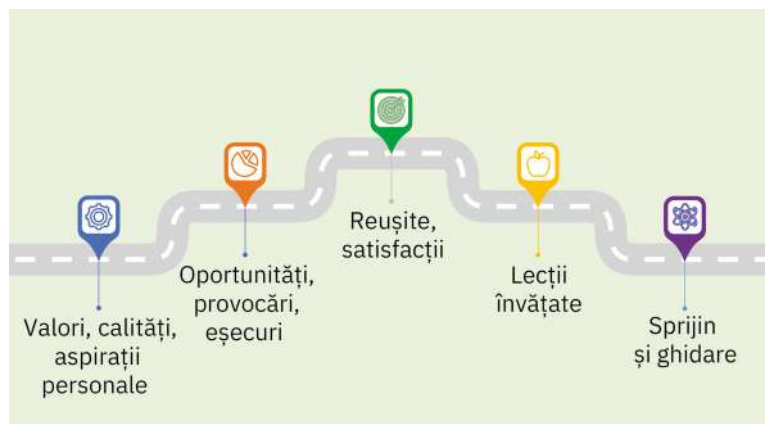 Valori, calități,
aspirații
personale
Oportunități,
provocări,
eșecuri
Reușite,
satisfacții
Lecții
învățate
Sprijin
și ghidare